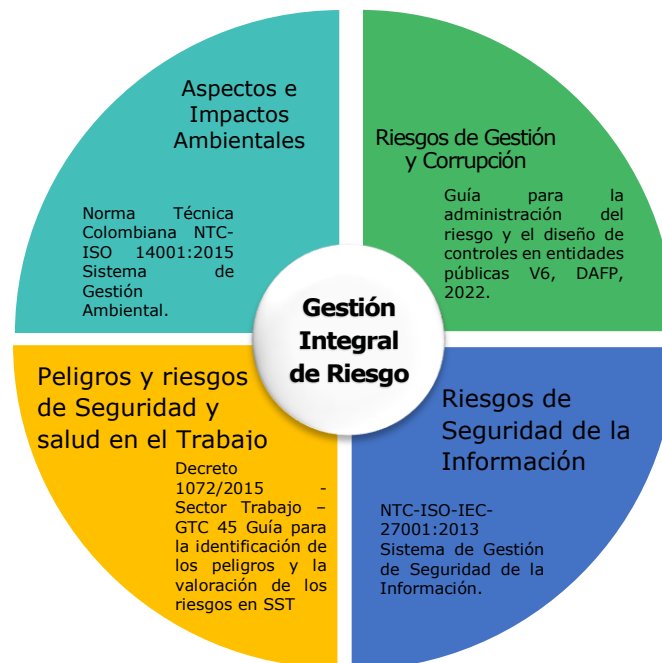 Aspectos e
Impactos
Ambientales
Norma Técnica
Colombiana NTC-
ISO 14001:2015
Sistema de
Gestión
Ambiental.
Riesgos de Gestión
y Corrupción
Guía para la
administración del
riesgo y el diseño de
controles en entidades
públicas V6, DAFP,
2022.
Gestión
Integral
de Riesgo
Peligros y riesgos
de Seguridad y
salud en el Trabajo
Decreto
1072/2015 -
Sector Trabajo –
GTC 45 Guía para
la identificación de
los peligros y la
valoración de los
riesgos en SST
Riesgos de
Seguridad de la
Información
NTC-ISO-IEC-
27001:2013
Sistema de Gestión
de Seguridad de la
Información.